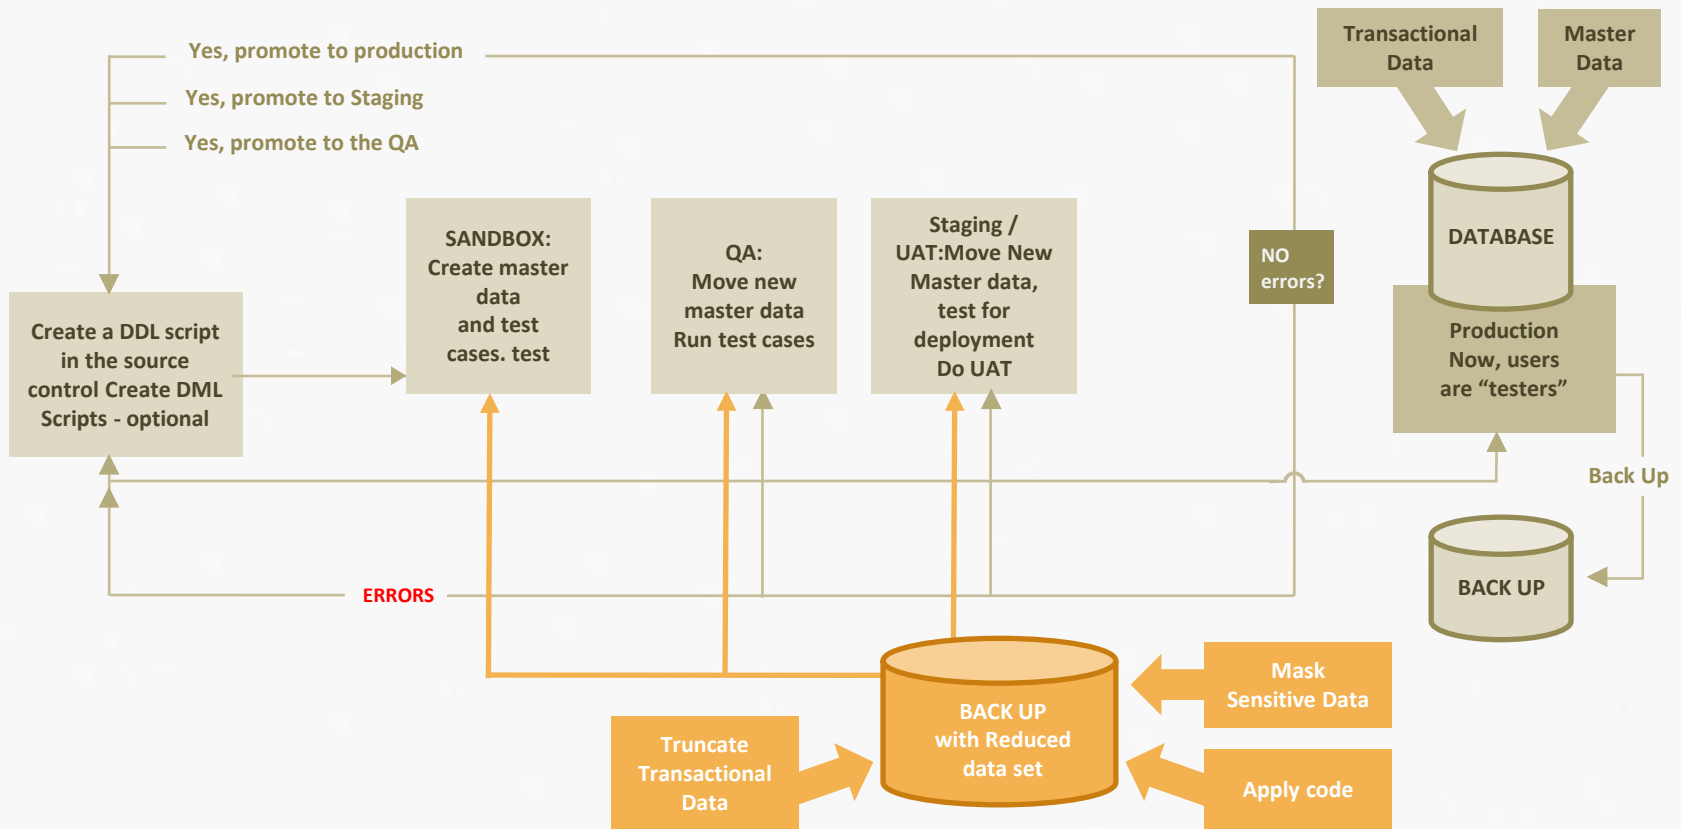 Yes, promote to production
Yes, promote to Staging
Yes, promote to the QA
Transactional
Data
Master
Data
DATABASE
Create a DDL script
in the source
control Create DML
Scripts - optional
SANDBOX:
Create master
data
and test
cases. test
QA:
Move new
master data
Run test cases
Staging /
UAT:Move New
Master data,
test for
deployment
Do UAT
NO
errors?
Production
Now, users
are “testers”
Back Up
BACK UP
ERRORS
BACK UP
with Reduced
data set
Mask
Sensitive Data
Truncate
Transactional
Data
Apply code